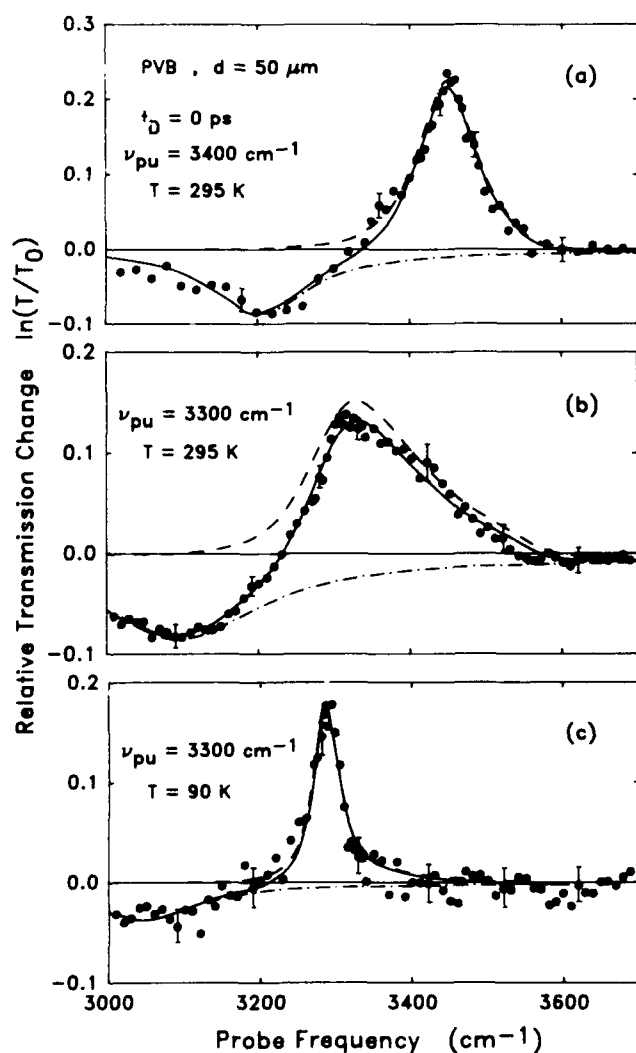 0.3
PVB , d = 50 μm
(a)
t_D = 0 ps
0.2
ν_pu = 3400 cm⁻¹
T = 295 K
0.1
0.0
-0.1
0.2
(b)
ν_pu = 3300 cm⁻¹
0.1
T = 295 K
0.0
-0.1
0.2
(c)
ν_pu = 3300 cm⁻¹
0.1
T = 90 K
0.0
-0.1
3000 3200 3400 3600
Probe Frequency (cm⁻¹)
Relative Transmission Change ln(T/T₀)